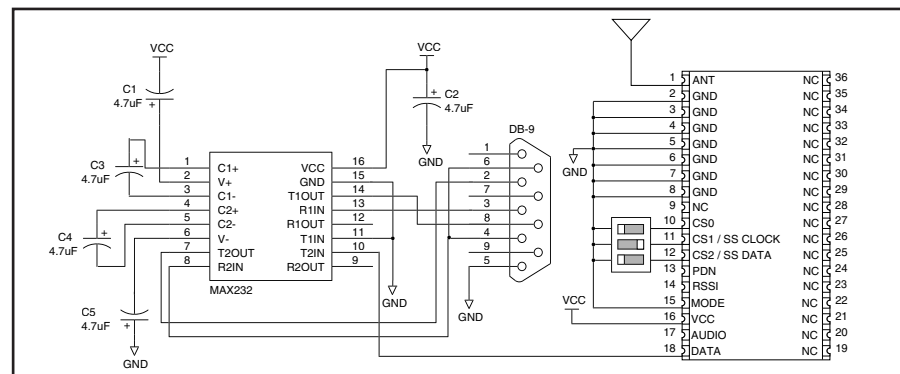 VCC
C1
4.7uF
+
C3
4.7uF
+
C4
4.7uF
+
C5
4.7uF
+
GND
1 C1+ VCC 16
2 V+ GND 15
3 C1- T1OUT 14
4 C2+ R1IN 13
5 C2- R1OUT 12
6 V- T1IN 11
7 T2OUT T2IN 10
8 R2IN R2OUT 9
MAX232
VCC
+
C2
4.7uF
GND
GND
DB-9
1
6
2
7
3
8
4
9
5
GND
GND
VCC
1 ANT NC 36
2 GND NC 35
3 GND NC 34
4 GND NC 33
5 GND NC 32
6 GND NC 31
7 GND NC 30
8 GND NC 29
9 NC NC 28
10 CS0 NC 27
11 CS1 / SS CLOCK NC 26
12 CS2 / SS DATA NC 25
13 PDN NC 24
14 RSSI NC 23
15 MODE NC 22
16 VCC NC 21
17 AUDIO NC 20
18 DATA NC 19